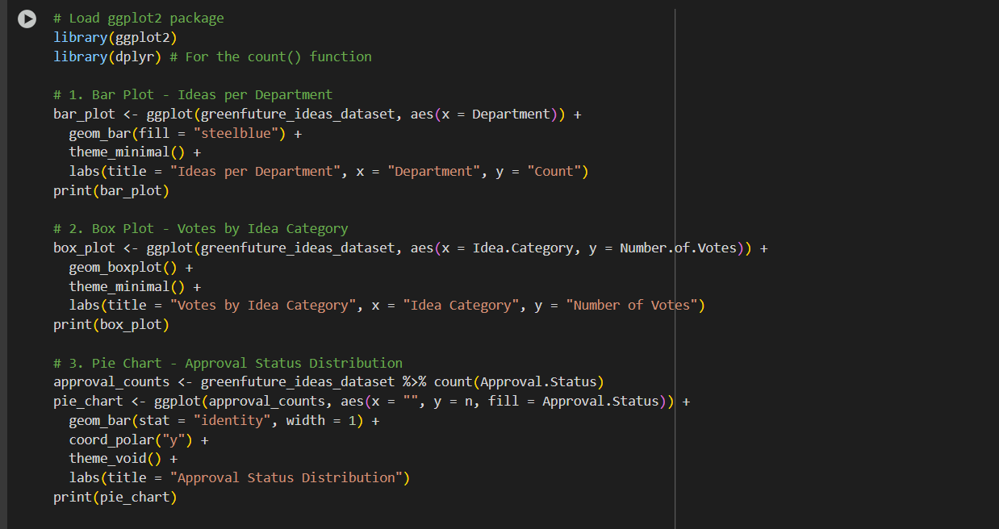 # Load ggplot2 package
library(ggplot2)
library(dplyr) # For the count() function

# 1. Bar Plot - Ideas per Department
bar_plot <- ggplot(greenfuture_ideas_dataset, aes(x = Department)) +
  geom_bar(fill = "steelblue") +
  theme_minimal() +
  labs(title = "Ideas per Department", x = "Department", y = "Count")
print(bar_plot)

# 2. Box Plot - Votes by Idea Category
box_plot <- ggplot(greenfuture_ideas_dataset, aes(x = Idea.Category, y = Number.of.Votes)) +
  geom_boxplot() +
  theme_minimal() +
  labs(title = "Votes by Idea Category", x = "Idea Category", y = "Number of Votes")
print(box_plot)

# 3. Pie Chart - Approval Status Distribution
approval_counts <- greenfuture_ideas_dataset %>% count(Approval.Status)
pie_chart <- ggplot(approval_counts, aes(x = "", y = n, fill = Approval.Status)) +
  geom_bar(stat = "identity", width = 1) +
  coord_polar("y") +
  theme_void() +
  labs(title = "Approval Status Distribution")
print(pie_chart)